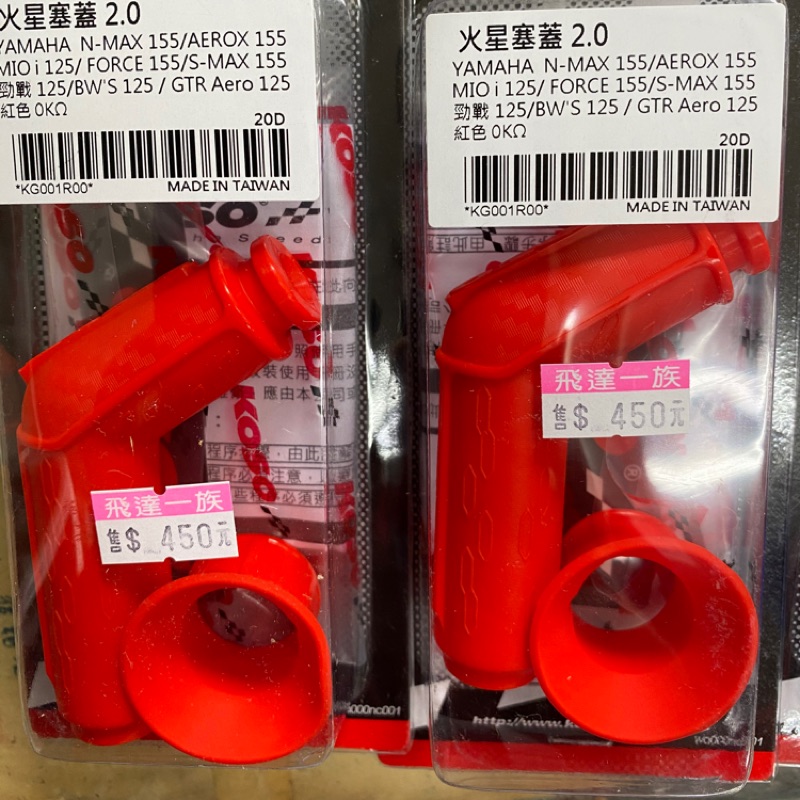 火星塞蓋 2.0
YAMAHA N-MAX 155/AEROX 155
MIO i 125/ FORCE 155/S-MAX 155
勁戰 125/BW'S 125 / GTR Aero 125
紅色 0KΩ
20D
*KG001R00*
MADE IN TAIWAN
KOSO
飛達一族
售$ 450元
火星塞蓋 2.0
YAMAHA N-MAX 155/AEROX 155
MIO i 125/ FORCE 155/S-MAX 155
勁戰 125/BW'S 125 / GTR Aero 125
紅色 0KΩ
20D
*KG001R00*
MADE IN TAIWAN
飛達一族
售$ 450元
http://www.k